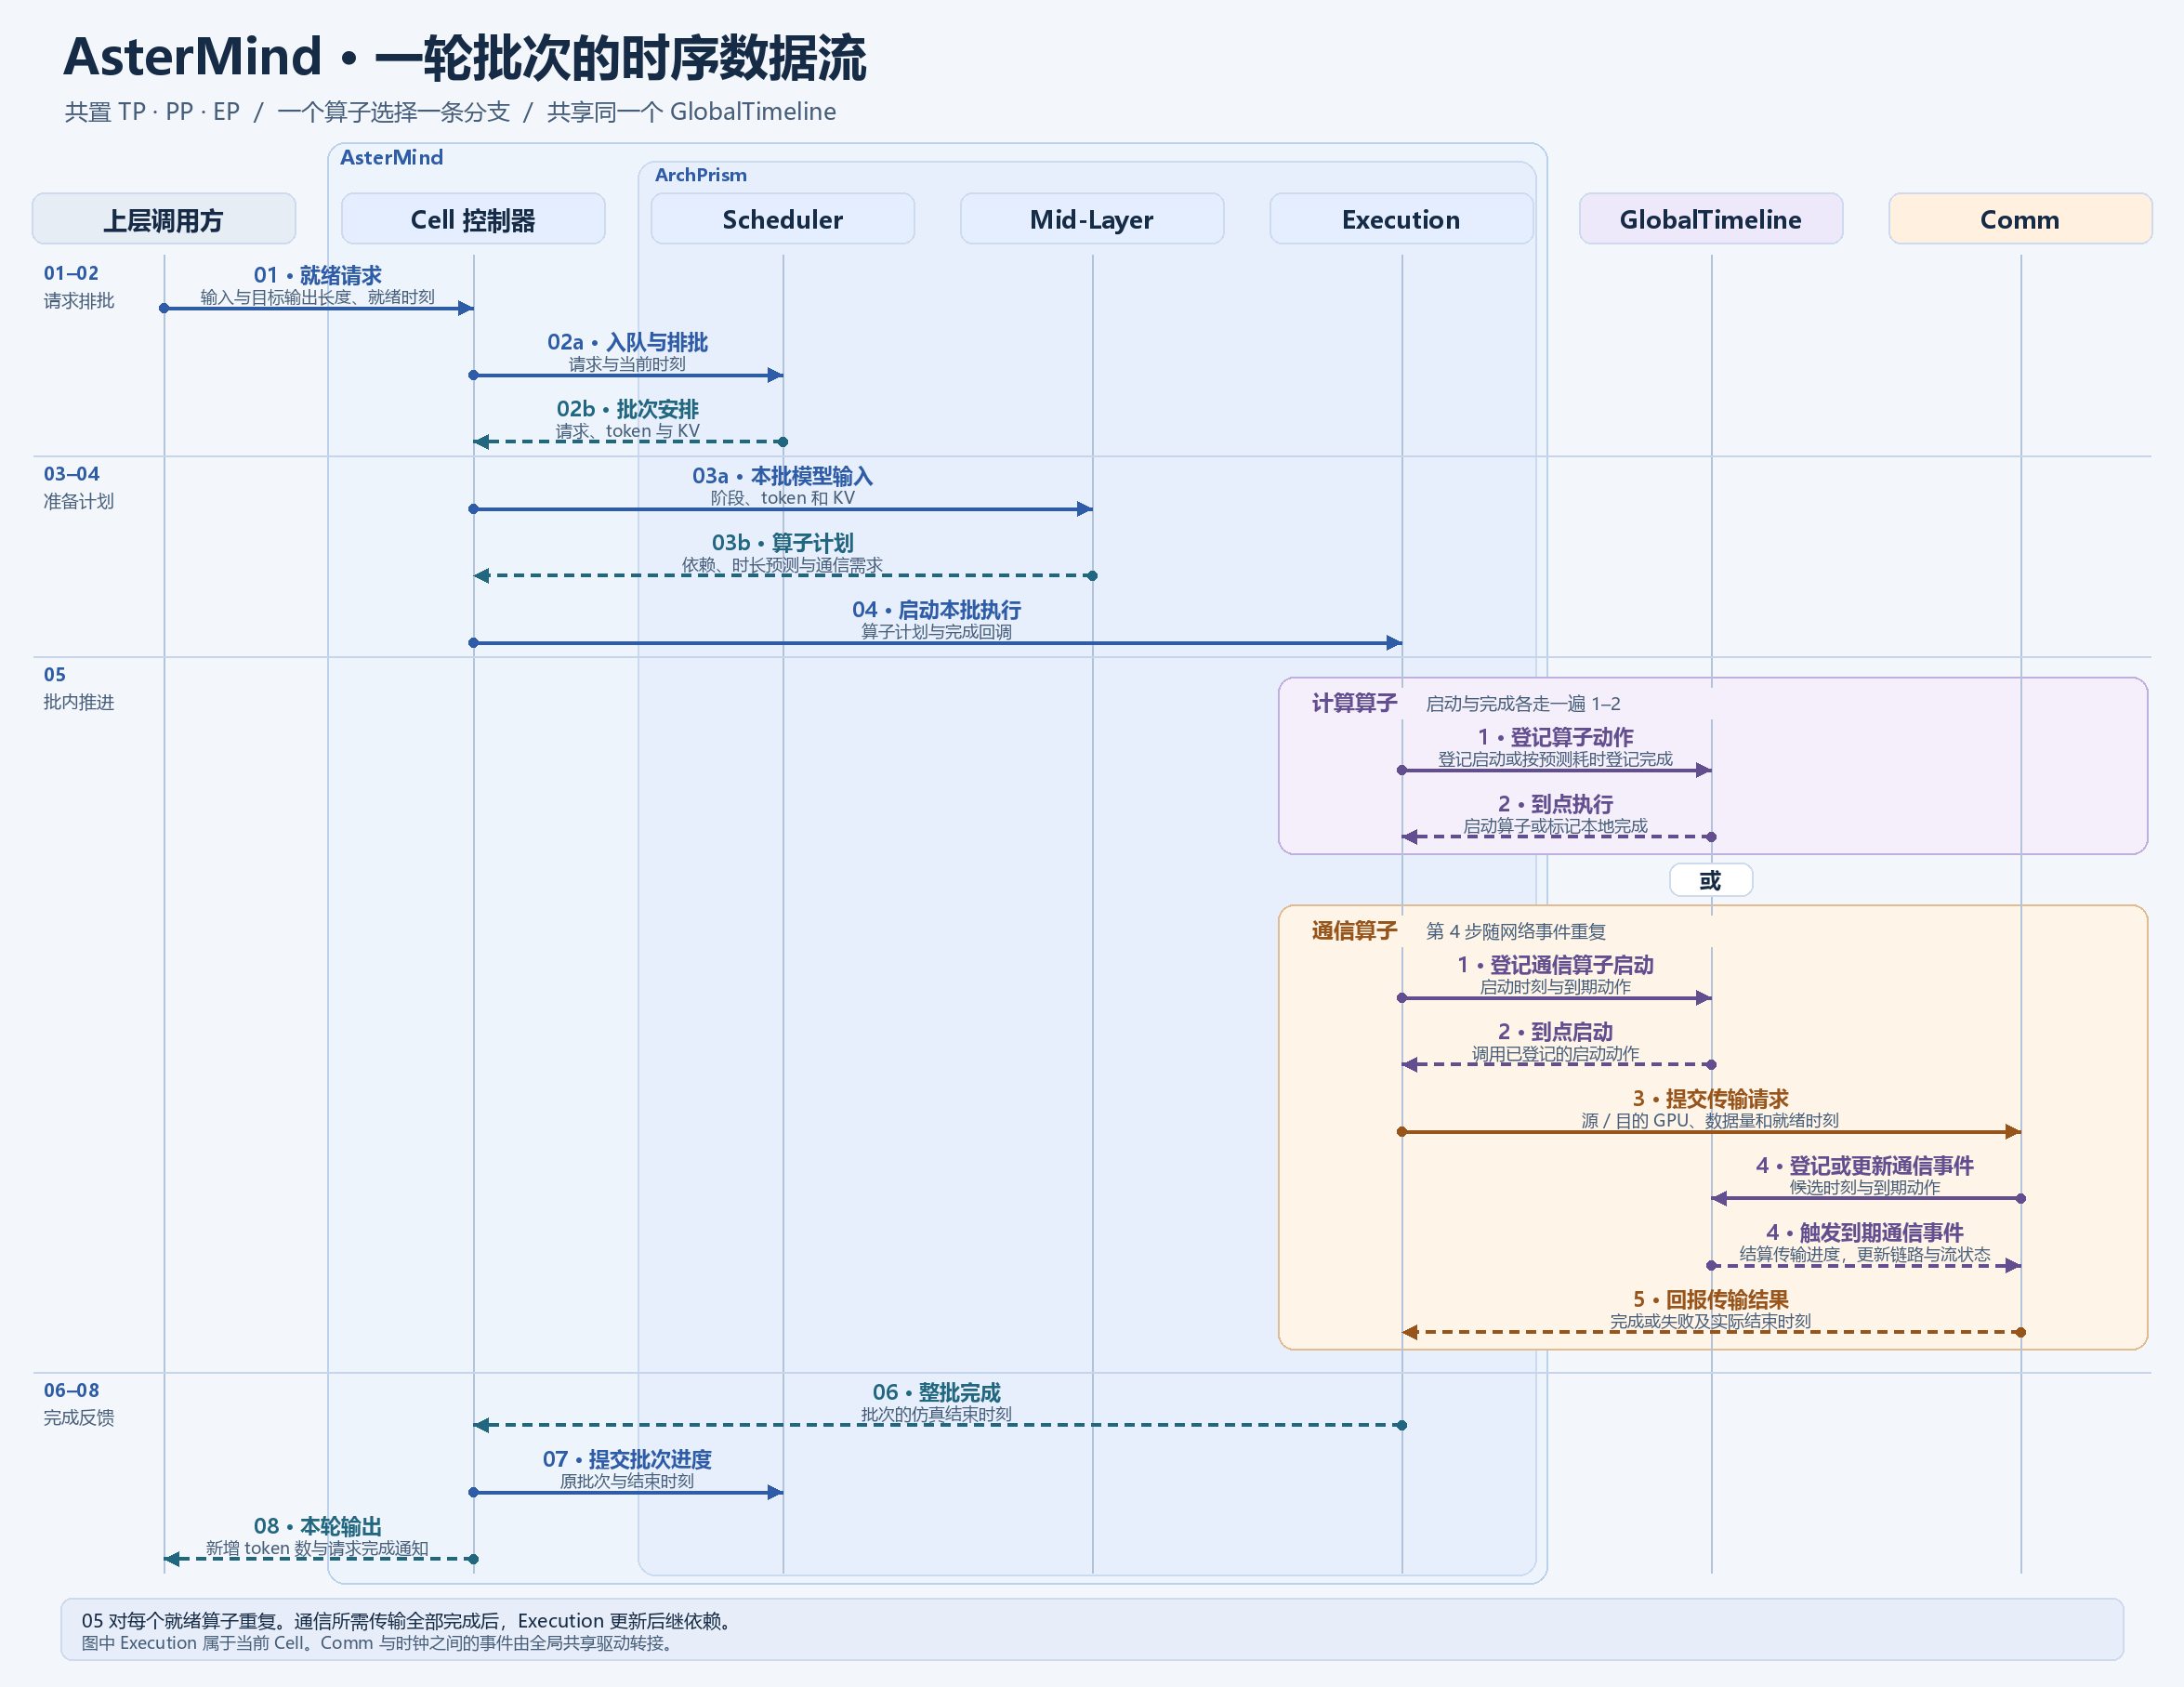 AsterMind • 一轮批次的时序数据流
共置 TP · PP · EP / 一个算子选择一条分支 / 共享同一个 GlobalTimeline
AsterMind
ArchPrism
上层调用方
Cell 控制器
Scheduler
Mid-Layer
Execution
GlobalTimeline
Comm
01–02
请求排批
01 • 就绪请求
输入与目标输出长度、就绪时刻
02a • 入队与排批
请求与当前时刻
02b • 批次安排
请求、token 与 KV
03–04
准备计划
03a • 本批模型输入
阶段、token 和 KV
03b • 算子计划
依赖、时长预测与通信需求
04 • 启动本批执行
算子计划与完成回调
05
批内推进
计算算子 启动与完成各走一遍 1–2
1 • 登记算子动作
登记启动或按预测耗时登记完成
2 • 到点执行
启动算子或标记本地完成
或
通信算子 第 4 步随网络事件重复
1 • 登记通信算子启动
启动时刻与到期动作
2 • 到点启动
调用已登记的启动动作
3 • 提交传输请求
源 / 目的 GPU、数据量和就绪时刻
4 • 登记或更新通信事件
候选时刻与到期动作
4 • 触发到期通信事件
结算传输进度，更新链路与流状态
5 • 回报传输结果
完成或失败及实际结束时刻
06–08
完成反馈
06 • 整批完成
批次的仿真结束时刻
07 • 提交批次进度
原批次与结束时刻
08 • 本轮输出
新增 token 数与请求完成通知
05 对每个就绪算子重复。通信所需传输全部完成后，Execution 更新后继依赖。
图中 Execution 属于当前 Cell。Comm 与时钟之间的事件由全局共享驱动转接。